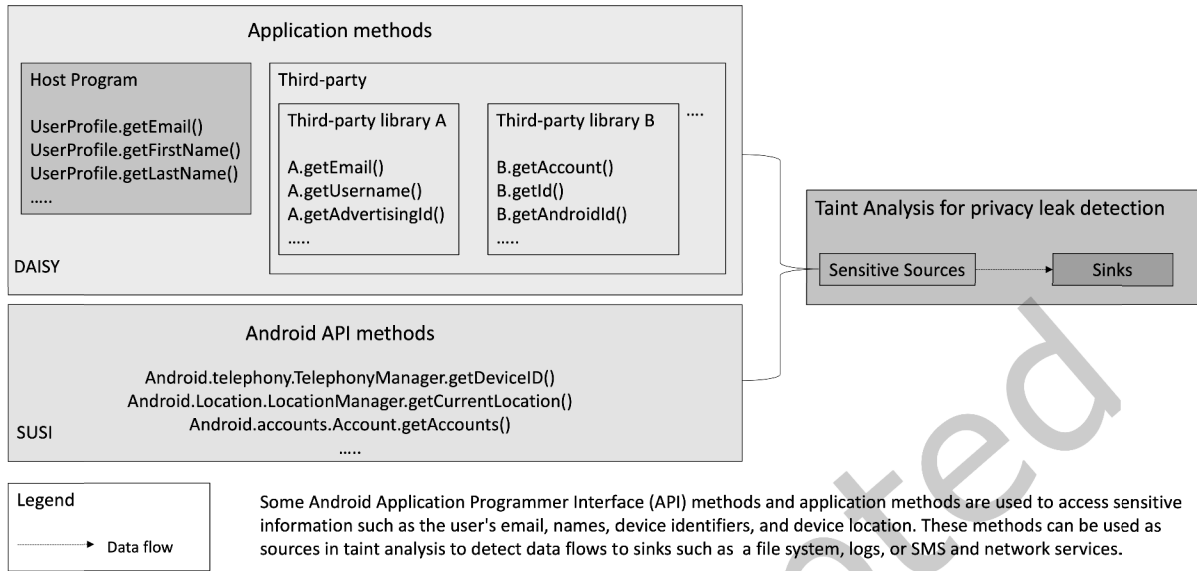 Application methods
Host Program
UserProfile.getEmail()
UserProfile.getFirstName()
UserProfile.getLastName()
.....
Third-party
Third-party library A
A.getEmail()
A.getUsername()
A.getAdvertisingId()
.....
Third-party library B
B.getAccount()
B.getId()
B.getAndroidId()
.....
....
DAISY
Taint Analysis for privacy leak detection
Sensitive Sources
Sinks
Android API methods
Android.telephony.TelephonyManager.getDeviceID()
Android.Location.LocationManager.getCurrentLocation()
Android.accounts.Account.getAccounts()
.....
SUSI
Legend
Data flow
Some Android Application Programmer Interface (API) methods and application methods are used to access sensitive
information such as the user's email, names, device identifiers, and device location. These methods can be used as
sources in taint analysis to detect data flows to sinks such as a file system, logs, or SMS and network services.